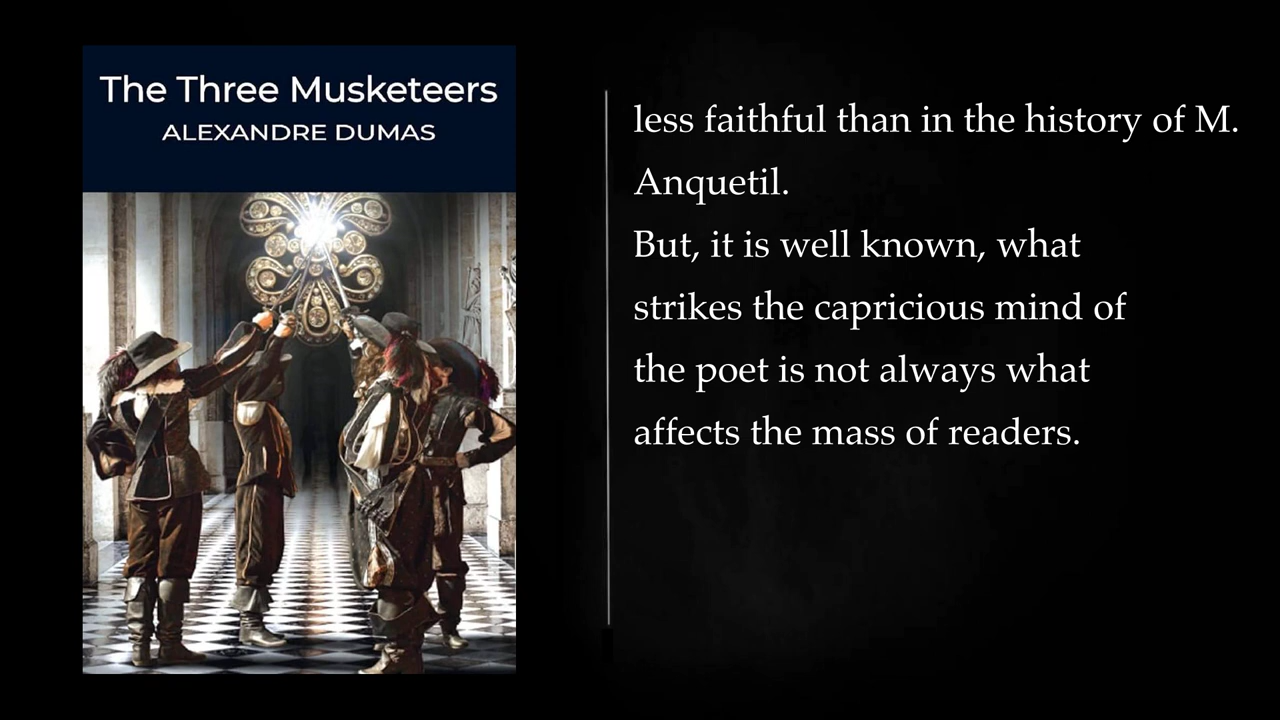 The Three Musketeers
ALEXANDRE DUMAS
less faithful than in the history of M.
Anquetil.
But, it is well known, what
strikes the capricious mind of
the poet is not always what
affects the mass of readers.